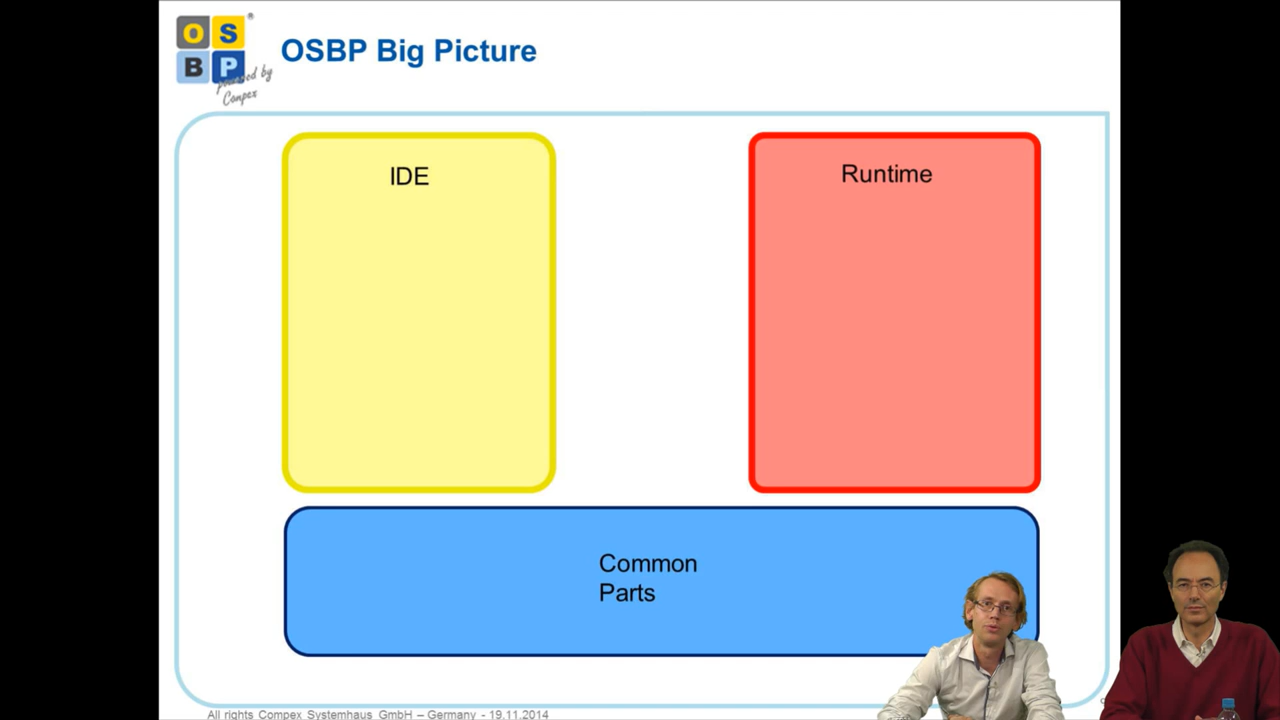 O S ®
B P
powered by
Compex
OSBP Big Picture
IDE
Runtime
Common
Parts
All rights Compex Systemhaus GmbH – Germany - 19.11.2014